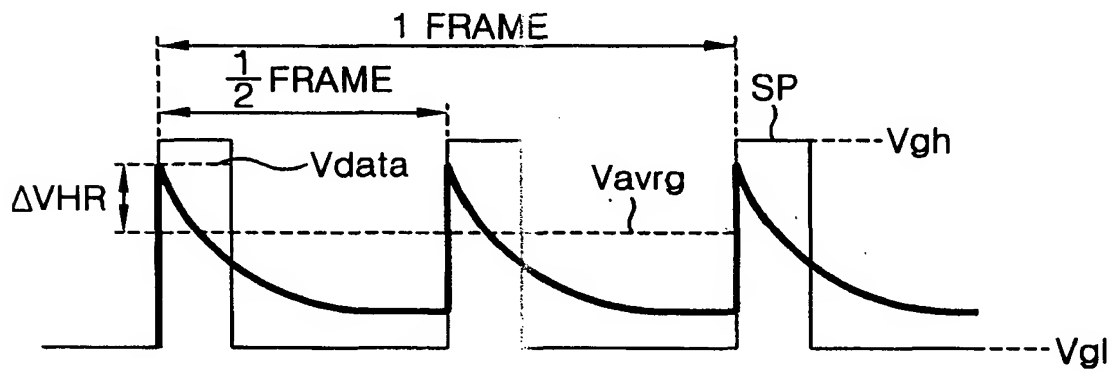 1 FRAME
1/2 FRAME
SP
Vgh
Vdata
Vavrg
ΔVHR
Vgl